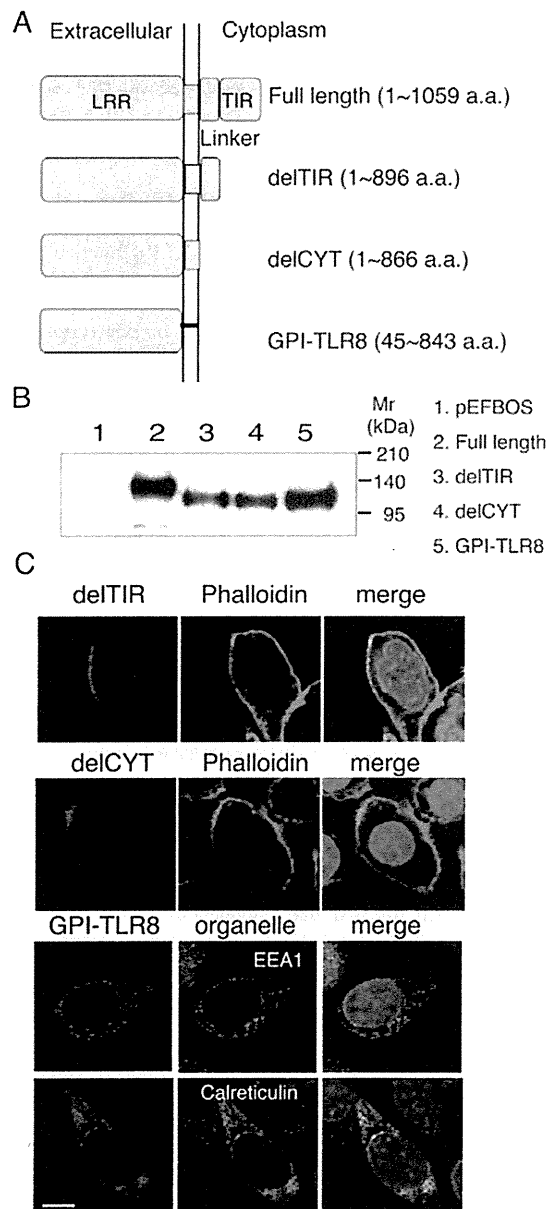 A
Extracellular Cytoplasm
LRR TIR Full length (1~1059 a.a.)
Linker
delTIR (1~896 a.a.)
delCYT (1~866 a.a.)
GPI-TLR8 (45~843 a.a.)
B
1 2 3 4 5
Mr
(kDa)
210
140
95
1. pEFBOS
2. Full length
3. delTIR
4. delCYT
5. GPI-TLR8
C
delTIR Phalloidin merge
delCYT Phalloidin merge
GPI-TLR8 organelle merge
EEA1
Calreticulin